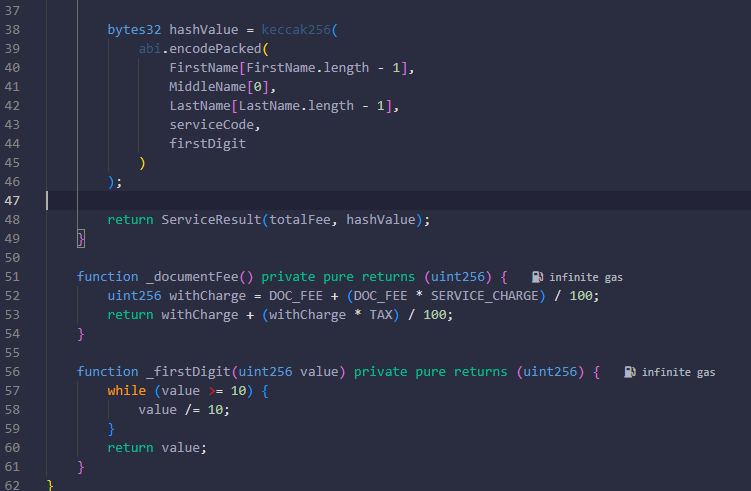 37
38 bytes32 hashValue = keccak256(
39 abi.encodePacked(
40 FirstName[FirstName.length - 1],
41 MiddleName[0],
42 LastName[LastName.length - 1],
43 serviceCode,
44 firstDigit
45 )
46 );
47
48 return ServiceResult(totalFee, hashValue);
49 }
50
51 function _documentFee() private pure returns (uint256) { infinite gas
52 uint256 withCharge = DOC_FEE + (DOC_FEE * SERVICE_CHARGE) / 100;
53 return withCharge + (withCharge * TAX) / 100;
54 }
55
56 function _firstDigit(uint256 value) private pure returns (uint256) { infinite gas
57 while (value >= 10) {
58 value /= 10;
59 }
60 return value;
61 }
62 }